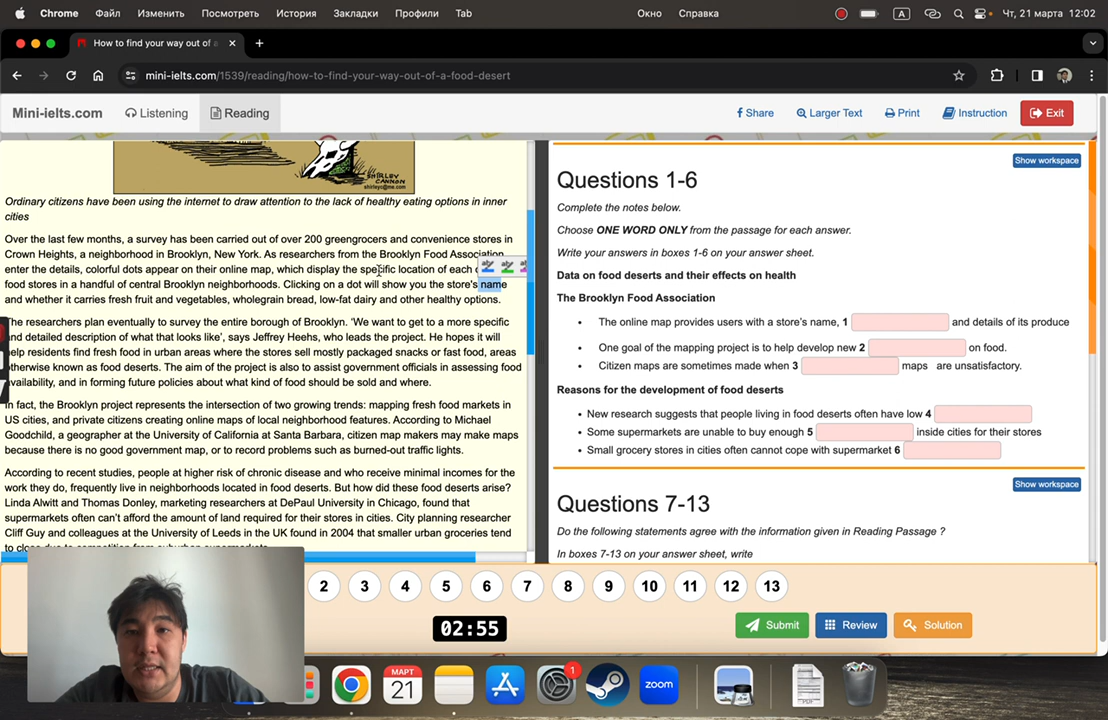 Chrome Файл Изменить Посмотреть История Закладки Профили Tab Окно Справка A Чт, 21 марта 12:02
How to find your way out of a
mini-ielts.com/1539/reading/how-to-find-your-way-out-of-a-food-desert
Mini-ielts.com Listening Reading Share Larger Text Print Instruction Exit
SHIRLEY
CANNON
shirleyc@me.com
Ordinary citizens have been using the internet to draw attention to the lack of healthy eating options in inner
cities
Over the last few months, a survey has been carried out of over 200 greengrocers and convenience stores in
Crown Heights, a neighborhood in Brooklyn, New York. As researchers from the Brooklyn Food Association
enter the details, colorful dots appear on their online map, which display the specific location of each
food stores in a handful of central Brooklyn neighborhoods. Clicking on a dot will show you the store's name
and whether it carries fresh fruit and vegetables, wholegrain bread, low-fat dairy and other healthy options.
The researchers plan eventually to survey the entire borough of Brooklyn. 'We want to get to a more specific
and detailed description of what that looks like', says Jeffrey Heehs, who leads the project. He hopes it will
help residents find fresh food in urban areas where the stores sell mostly packaged snacks or fast food, areas
otherwise known as food deserts. The aim of the project is also to assist government officials in assessing food
availability, and in forming future policies about what kind of food should be sold and where.
In fact, the Brooklyn project represents the intersection of two growing trends: mapping fresh food markets in
US cities, and private citizens creating online maps of local neighborhood features. According to Michael
Goodchild, a geographer at the University of California at Santa Barbara, citizen map makers may make maps
because there is no good government map, or to record problems such as burned-out traffic lights.
According to recent studies, people at higher risk of chronic disease and who receive minimal incomes for the
work they do, frequently live in neighborhoods located in food deserts. But how did these food deserts arise?
Linda Alwitt and Thomas Donley, marketing researchers at DePaul University in Chicago, found that
supermarkets often can't afford the amount of land required for their stores in cities. City planning researcher
Cliff Guy and colleagues at the University of Leeds in the UK found in 2004 that smaller urban groceries tend
to close due to competition from suburban supermarkets.
Show workspace
Questions 1-6
Complete the notes below.
Choose ONE WORD ONLY from the passage for each answer.
Write your answers in boxes 1-6 on your answer sheet.
Data on food deserts and their effects on health
The Brooklyn Food Association
• The online map provides users with a store's name, 1 and details of its produce
• One goal of the mapping project is to help develop new 2 on food.
• Citizen maps are sometimes made when 3 maps are unsatisfactory.
Reasons for the development of food deserts
• New research suggests that people living in food deserts often have low 4
• Some supermarkets are unable to buy enough 5 inside cities for their stores
• Small grocery stores in cities often cannot cope with supermarket 6
Show workspace
Questions 7-13
Do the following statements agree with the information given in Reading Passage ?
In boxes 7-13 on your answer sheet, write
2 3 4 5 6 7 8 9 10 11 12 13
02:55
Submit Review Solution
МАРТ
21
1
zoom
PDF